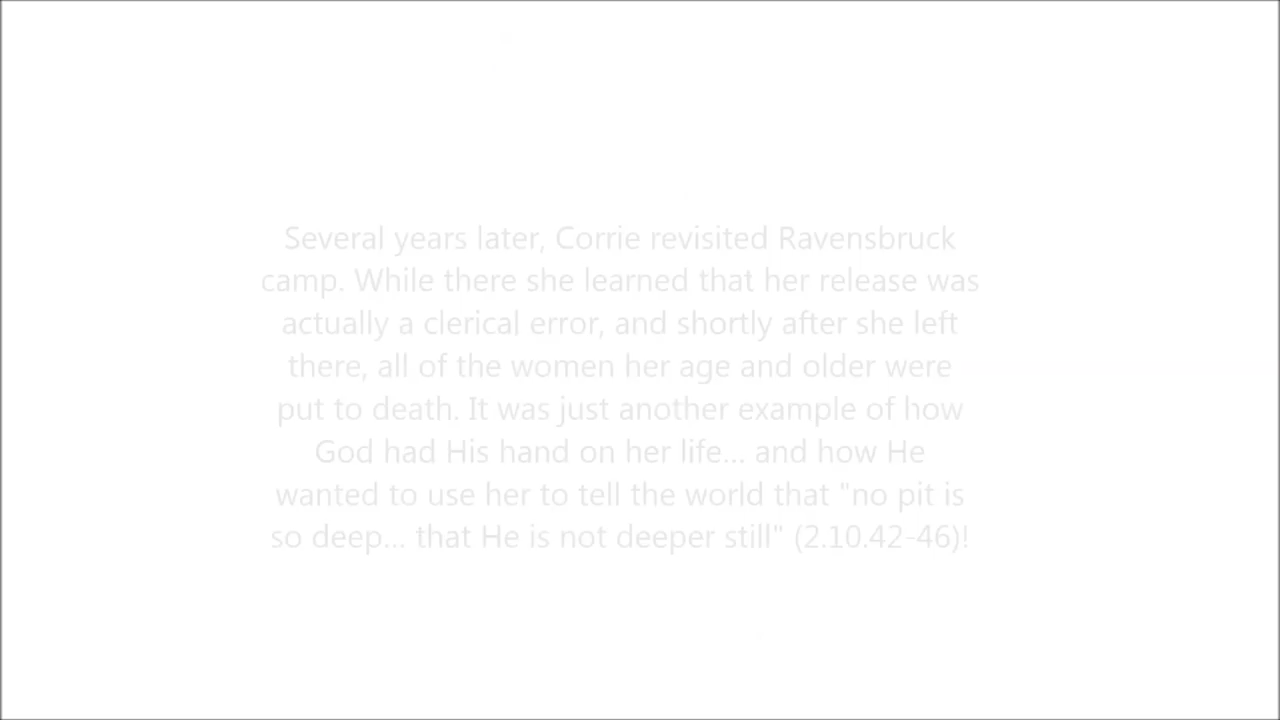 Several years later, Corrie revisited Ravensbruck
camp. While there she learned that her release was
actually a clerical error, and shortly after she left
there, all of the women her age and older were
put to death. It was just another example of how
God had His hand on her life... and how He
wanted to use her to tell the world that "no pit is
so deep... that He is not deeper still" (2.10.42-46)!